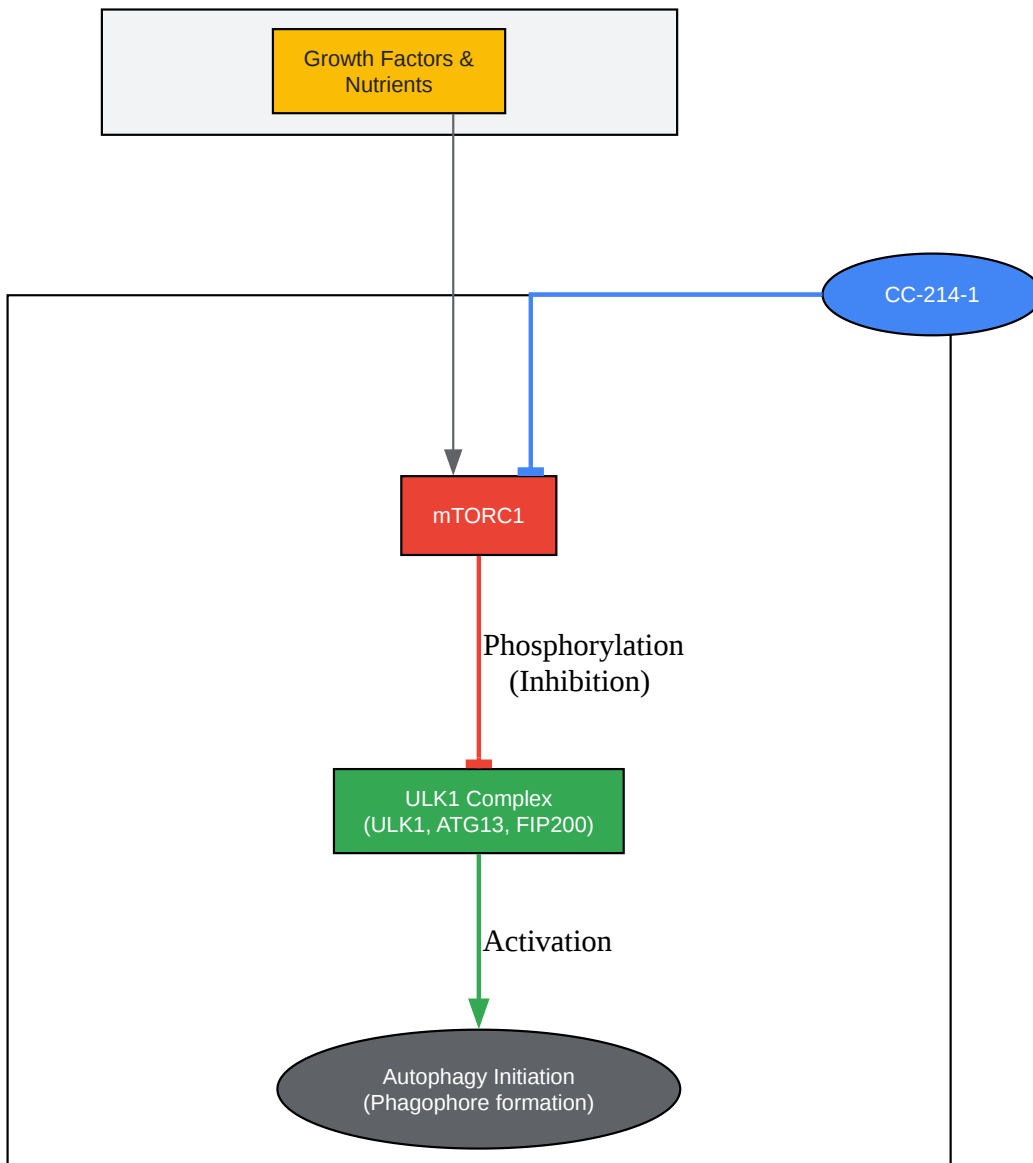 Growth Factors &
Nutrients
CC-214-1
mTORC1
Phosphorylation
(Inhibition)
ULK1 Complex
(ULK1, ATG13, FIP200)
Activation
Autophagy Initiation
(Phagophore formation)